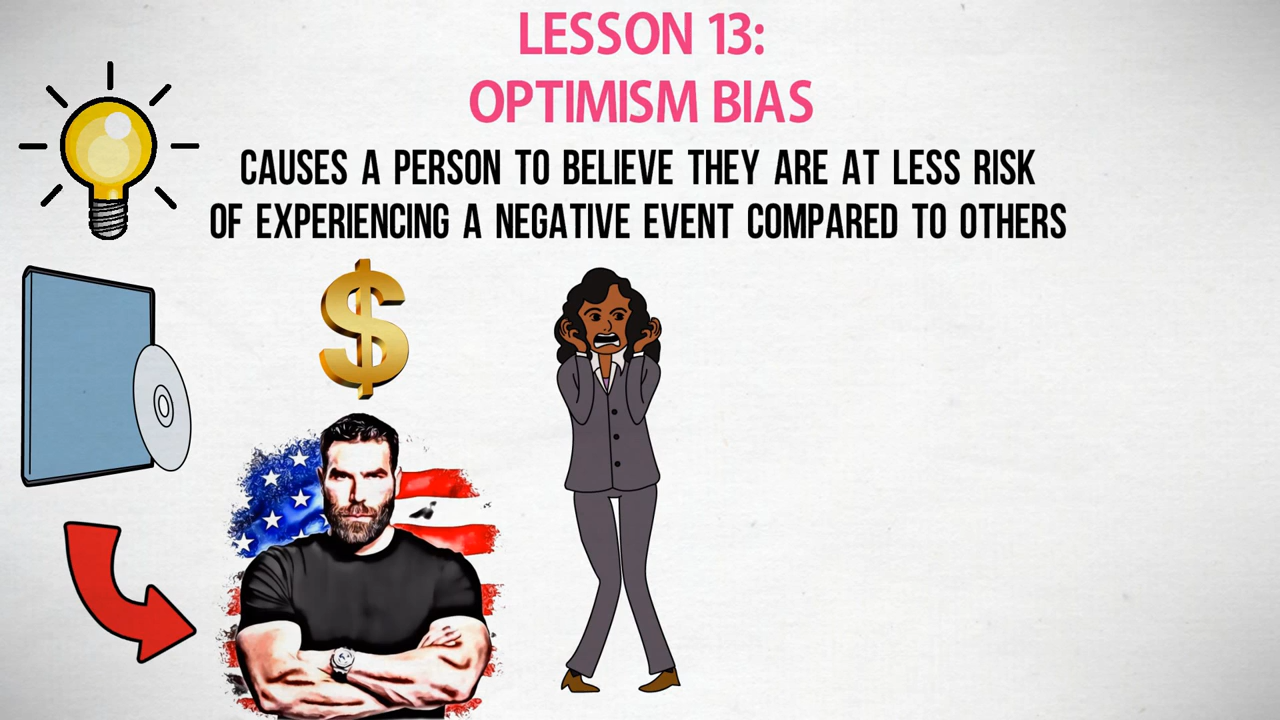 LESSON 13:
OPTIMISM BIAS
CAUSES A PERSON TO BELIEVE THEY ARE AT LESS RISK
OF EXPERIENCING A NEGATIVE EVENT COMPARED TO OTHERS
$